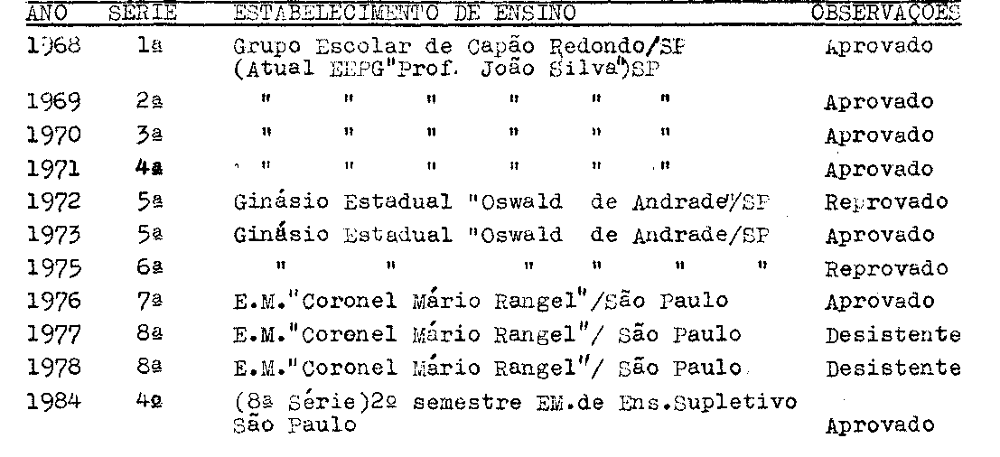 ANO SÉRIE ESTABELECIMENTO DE ENSINO OBSERVAÇÕES
1968 1ª Grupo Escolar de Capão Redondo/SP Aprovado
(Atual EEPG"Prof. João Silva")SP
1969 2ª " " " " " " Aprovado
1970 3ª " " " " " " Aprovado
1971 4ª " " " " " " Aprovado
1972 5ª Ginásio Estadual "Oswald de Andrade"/SP Reprovado
1973 5ª Ginásio Estadual "Oswald de Andrade/SP Aprovado
1975 6ª " " " " " " Reprovado
1976 7ª E.M."Coronel Mário Rangel"/São Paulo Aprovado
1977 8ª E.M."Coronel Mário Rangel"/ São Paulo Desistente
1978 8ª E.M."Coronel Mário Rangel"/ São Paulo Desistente
1984 4º (8ª Série)2º semestre EM.de Ens.Supletivo
São Paulo Aprovado